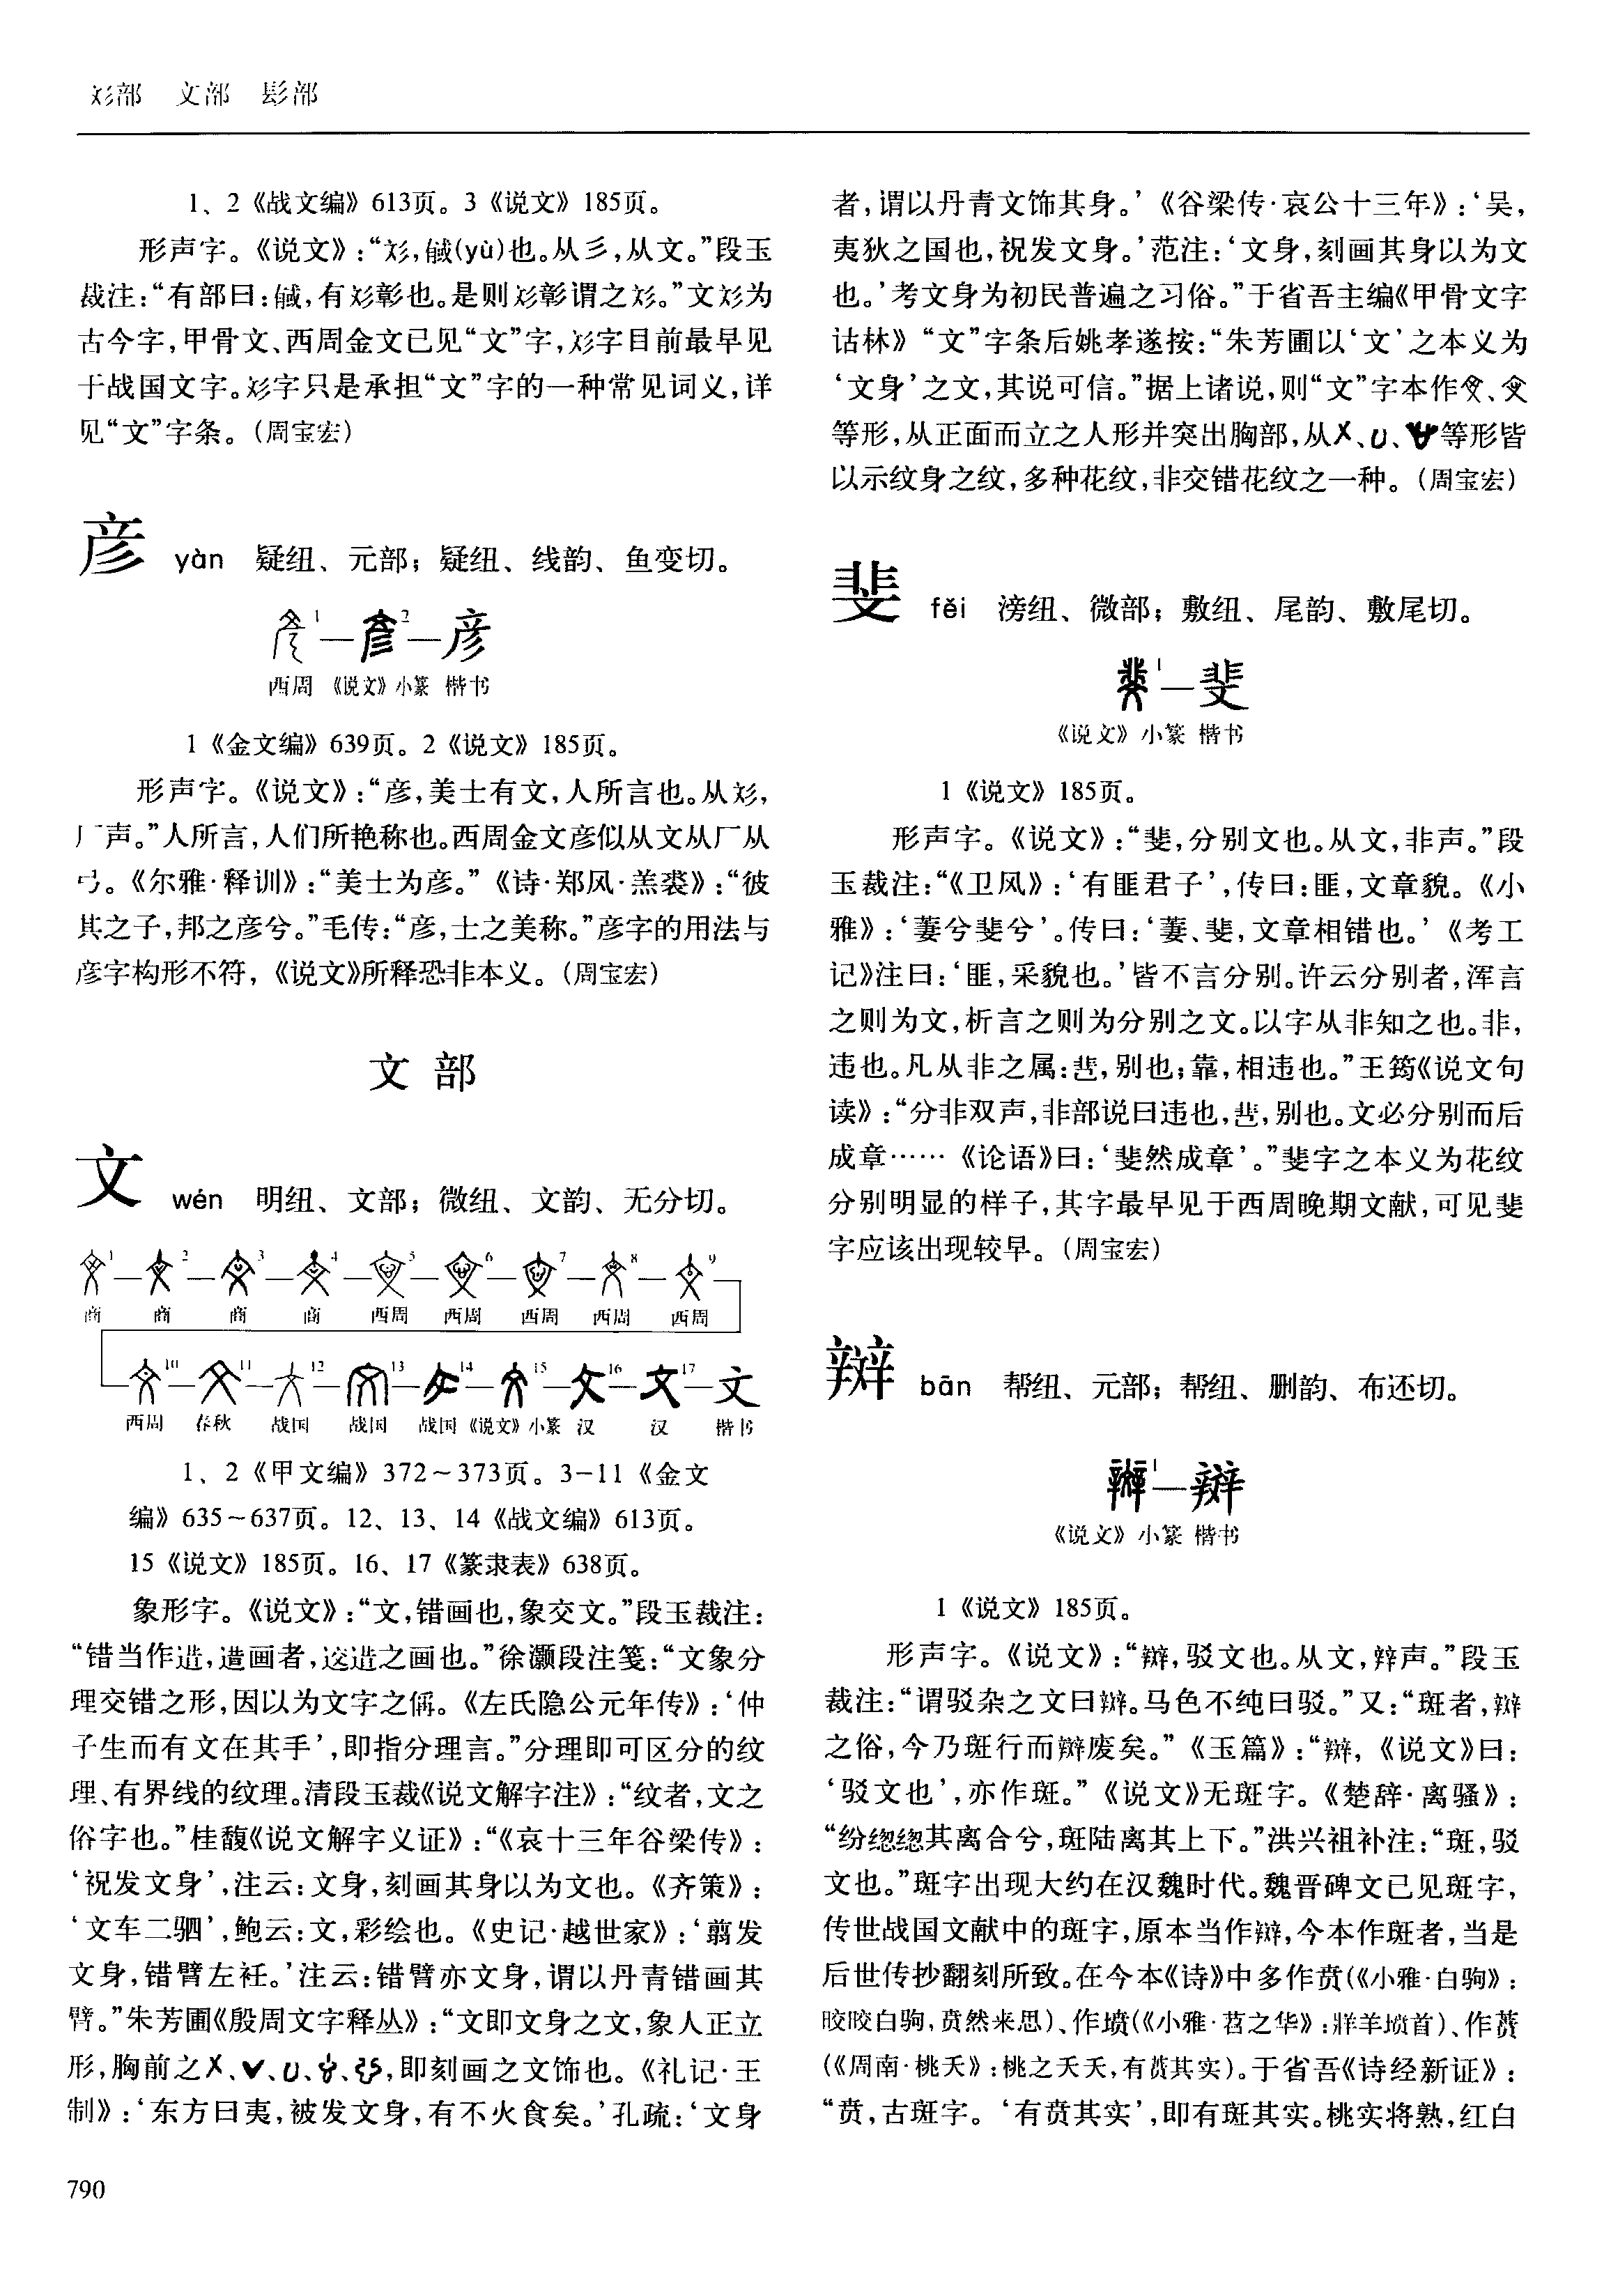 彣部　文部　髟部
1、2《战文编》613页。3《说文》185页。
形声字。《说文》：“彣，𢒰(yù)也。从彡，从文。”段玉
裁注：“有部曰：𢒰，有彣彰也。是则彣彰谓之彣。”文彣为
古今字，甲骨文、西周金文已见“文”字，彣字目前最早见
于战国文字。彣字只是承担“文”字的一种常见词义，详
见“文”字条。（周宝宏）
彦 yàn 疑纽、元部；疑纽、线韵、鱼变切。
1—2—彦
西周 《说文》小篆 楷书
1《金文编》639页。2《说文》185页。
形声字。《说文》：“彦，美士有文，人所言也。从彣，
厂声。”人所言，人们所艳称也。西周金文彦似从文从厂从
弓。《尔雅·释训》：“美士为彦。”《诗·郑风·羔裘》：“彼
其之子，邦之彦兮。”毛传：“彦，士之美称。”彦字的用法与
彦字构形不符，《说文》所释恐非本义。（周宝宏）
文部
文 wén 明纽、文部；微纽、文韵、无分切。
1—2—3—4—5—6—7—8—9
商 商 商 商 西周 西周 西周 西周 西周
10—11—12—13—14—15—16—17—文
西周 春秋 战国 战国 战国 《说文》小篆 汉 汉 楷书
1、2《甲文编》372～373页。3－11《金文
编》635～637页。12、13、14《战文编》613页。
15《说文》185页。16、17《篆隶表》638页。
象形字。《说文》：“文，错画也，象交文。”段玉裁注：
“错当作逪，逪画者，䢒逪之画也。”徐灏段注笺：“文象分
理交错之形，因以为文字之偁。《左氏隐公元年传》：‘仲
子生而有文在其手’，即指分理言。”分理即可区分的纹
理、有界线的纹理。清段玉裁《说文解字注》：“纹者，文之
俗字也。”桂馥《说文解字义证》：“《哀十三年谷梁传》：
‘祝发文身’，注云：文身，刻画其身以为文也。《齐策》：
‘文车二驷’，鲍云：文，彩绘也。《史记·越世家》：‘翦发
文身，错臂左衽。’注云：错臂亦文身，谓以丹青错画其
臂。”朱芳圃《殷周文字释丛》：“文即文身之文，象人正立
形，胸前之、、、、，即刻画之文饰也。《礼记·王
制》：‘东方曰夷，被发文身，有不火食矣。’孔疏：‘文身
者，谓以丹青文饰其身。’《谷梁传·哀公十三年》：‘吴，
夷狄之国也，祝发文身。’范注：‘文身，刻画其身以为文
也。’考文身为初民普遍之习俗。”于省吾主编《甲骨文字
诂林》“文”字条后姚孝遂按：“朱芳圃以‘文’之本义为
‘文身’之文，其说可信。”据上诸说，则“文”字本作、
等形，从正面而立之人形并突出胸部，从、、等形皆
以示纹身之纹，多种花纹，非交错花纹之一种。（周宝宏）
斐 fěi 滂纽、微部；敷纽、尾韵、敷尾切。
1—斐
《说文》小篆 楷书
1《说文》185页。
形声字。《说文》：“斐，分别文也。从文，非声。”段
玉裁注：“《卫风》：‘有匪君子’，传曰：匪，文章貌。《小
雅》：‘萋兮斐兮’。传曰：‘萋、斐，文章相错也。’《考工
记》注曰：‘匪，采貌也。’皆不言分别。许云分别者，浑言
之则为文，析言之则为分别之文。以字从非知之也。非，
违也。凡从非之属：𠨿，别也；靠，相违也。”王筠《说文句
读》：“分非双声，非部说曰违也，𠨿，别也。文必分别而后
成章……《论语》曰：‘斐然成章’。”斐字之本义为花纹
分别明显的样子，其字最早见于西周晚期文献，可见斐
字应该出现较早。（周宝宏）
辬 bān 帮纽、元部；帮纽、删韵、布还切。
1—辬
《说文》小篆 楷书
1《说文》185页。
形声字。《说文》：“辬，驳文也。从文，辡声。”段玉
裁注：“谓驳杂之文曰辬。马色不纯曰驳。”又：“斑者，辬
之俗，今乃斑行而辬废矣。”《玉篇》：“辬，《说文》曰：
‘驳文也’，亦作斑。”《说文》无斑字。《楚辞·离骚》：
“纷緫緫其离合兮，斑陆离其上下。”洪兴祖补注：“斑，驳
文也。”斑字出现大约在汉魏时代。魏晋碑文已见斑字，
传世战国文献中的斑字，原本当作辬，今本作斑者，当是
后世传抄翻刻所致。在今本《诗》中多作贲(《小雅·白驹》：
皎皎白驹，贲然来思)、作坟(《小雅·苕之华》：牂羊坟首)、作蕡
(《周南·桃夭》：桃之夭夭，有蕡其实)。于省吾《诗经新证》：
“贲，古斑字。‘有贲其实’，即有斑其实。桃实将熟，红白
790